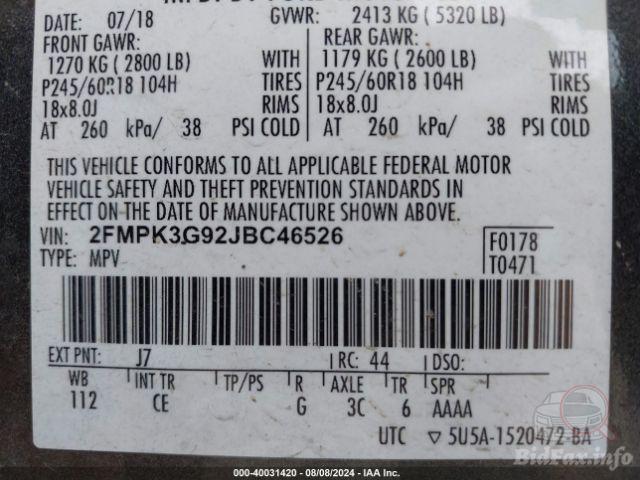 DATE: 07/18 GVWR: 2413 KG ( 5320 LB)
FRONT GAWR: REAR GAWR:
1270 KG ( 2800 LB) WITH 1179 KG ( 2600 LB) WITH
P245/60R18 104H TIRES P245/60R18 104H TIRES
18x8.0J RIMS 18x8.0J RIMS
AT 260 kPa/ 38 PSI COLD AT 260 kPa/ 38 PSI COLD
THIS VEHICLE CONFORMS TO ALL APPLICABLE FEDERAL MOTOR
VEHICLE SAFETY AND THEFT PREVENTION STANDARDS IN
EFFECT ON THE DATE OF MANUFACTURE SHOWN ABOVE.
VIN: 2FMPK3G92JBC46526 F0178
TYPE: MPV T0471
EXT PNT: J7 RC: 44 DSO:
WB INT TR TP/PS R AXLE TR SPR
112 CE G 3C 6 AAAA
UTC ▽ 5U5A-1520472-BA
BidFax.info
000-40031420 - 08/08/2024 - IAA Inc.